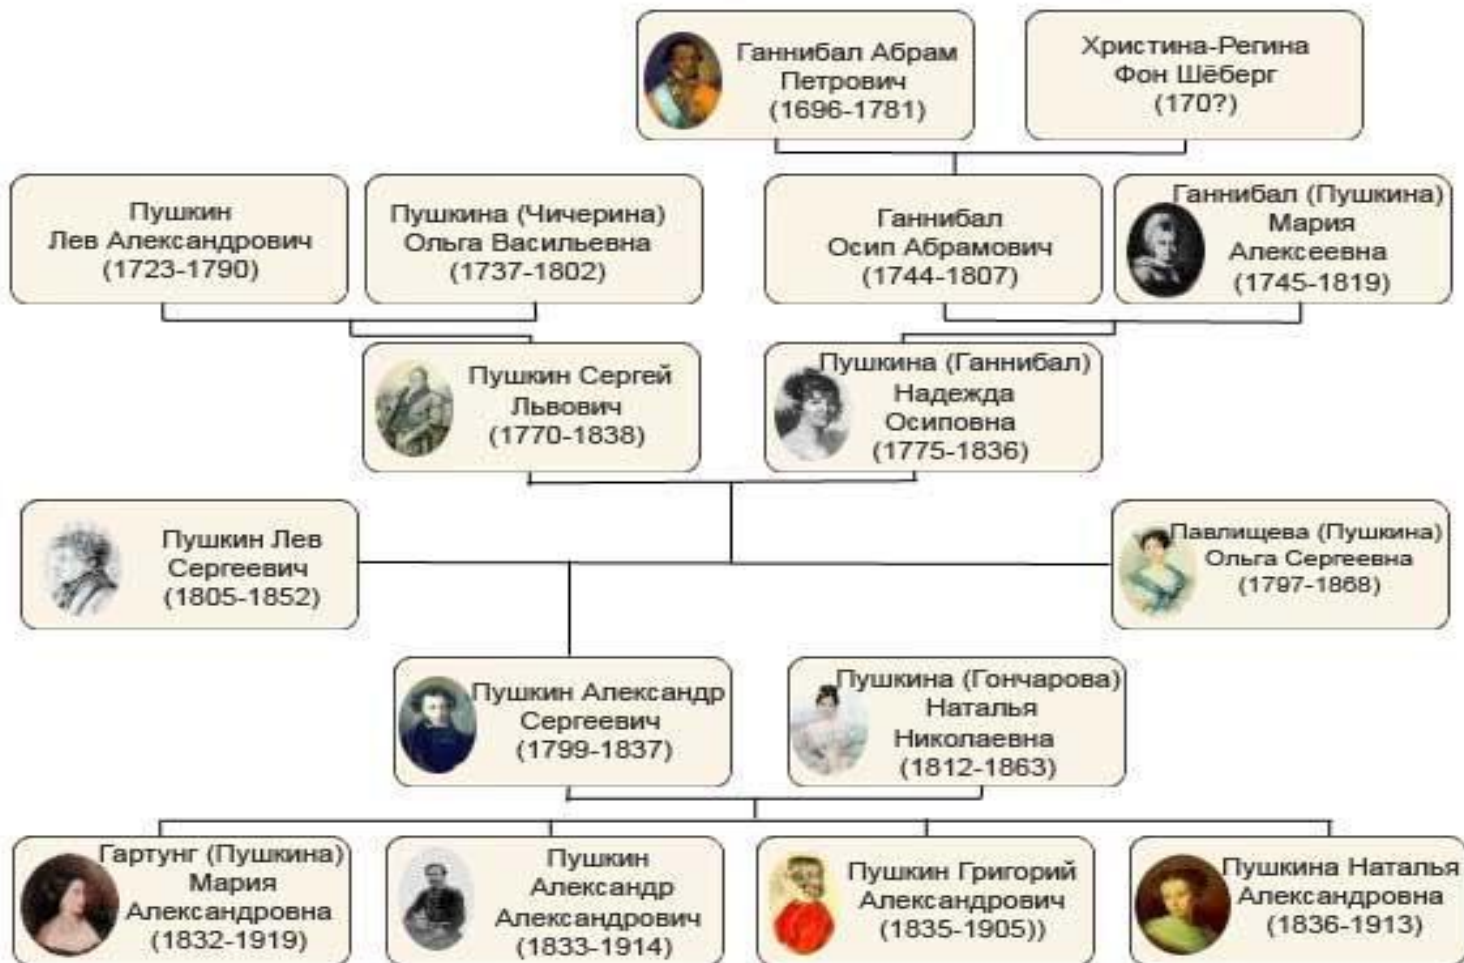 Ганнибал Абрам
Петрович
(1696-1781)
Христина-Регина
Фон Шёберг
(170?)
Пушкин
Лев Александрович
(1723-1790)
Пушкина (Чичерина)
Ольга Васильевна
(1737-1802)
Ганнибал
Осип Абрамович
(1744-1807)
Ганнибал (Пушкина)
Мария
Алексеевна
(1745-1819)
Пушкин Сергей
Львович
(1770-1838)
Пушкина (Ганнибал)
Надежда
Осиповна
(1775-1836)
Пушкин Лев
Сергеевич
(1805-1852)
Павлищева (Пушкина)
Ольга Сергеевна
(1797-1868)
Пушкин Александр
Сергеевич
(1799-1837)
Пушкина (Гончарова)
Наталья
Николаевна
(1812-1863)
Гартунг (Пушкина)
Мария
Александровна
(1832-1919)
Пушкин
Александр
Александрович
(1833-1914)
Пушкин Григорий
Александрович
(1835-1905))
Пушкина Наталья
Александровна
(1836-1913)